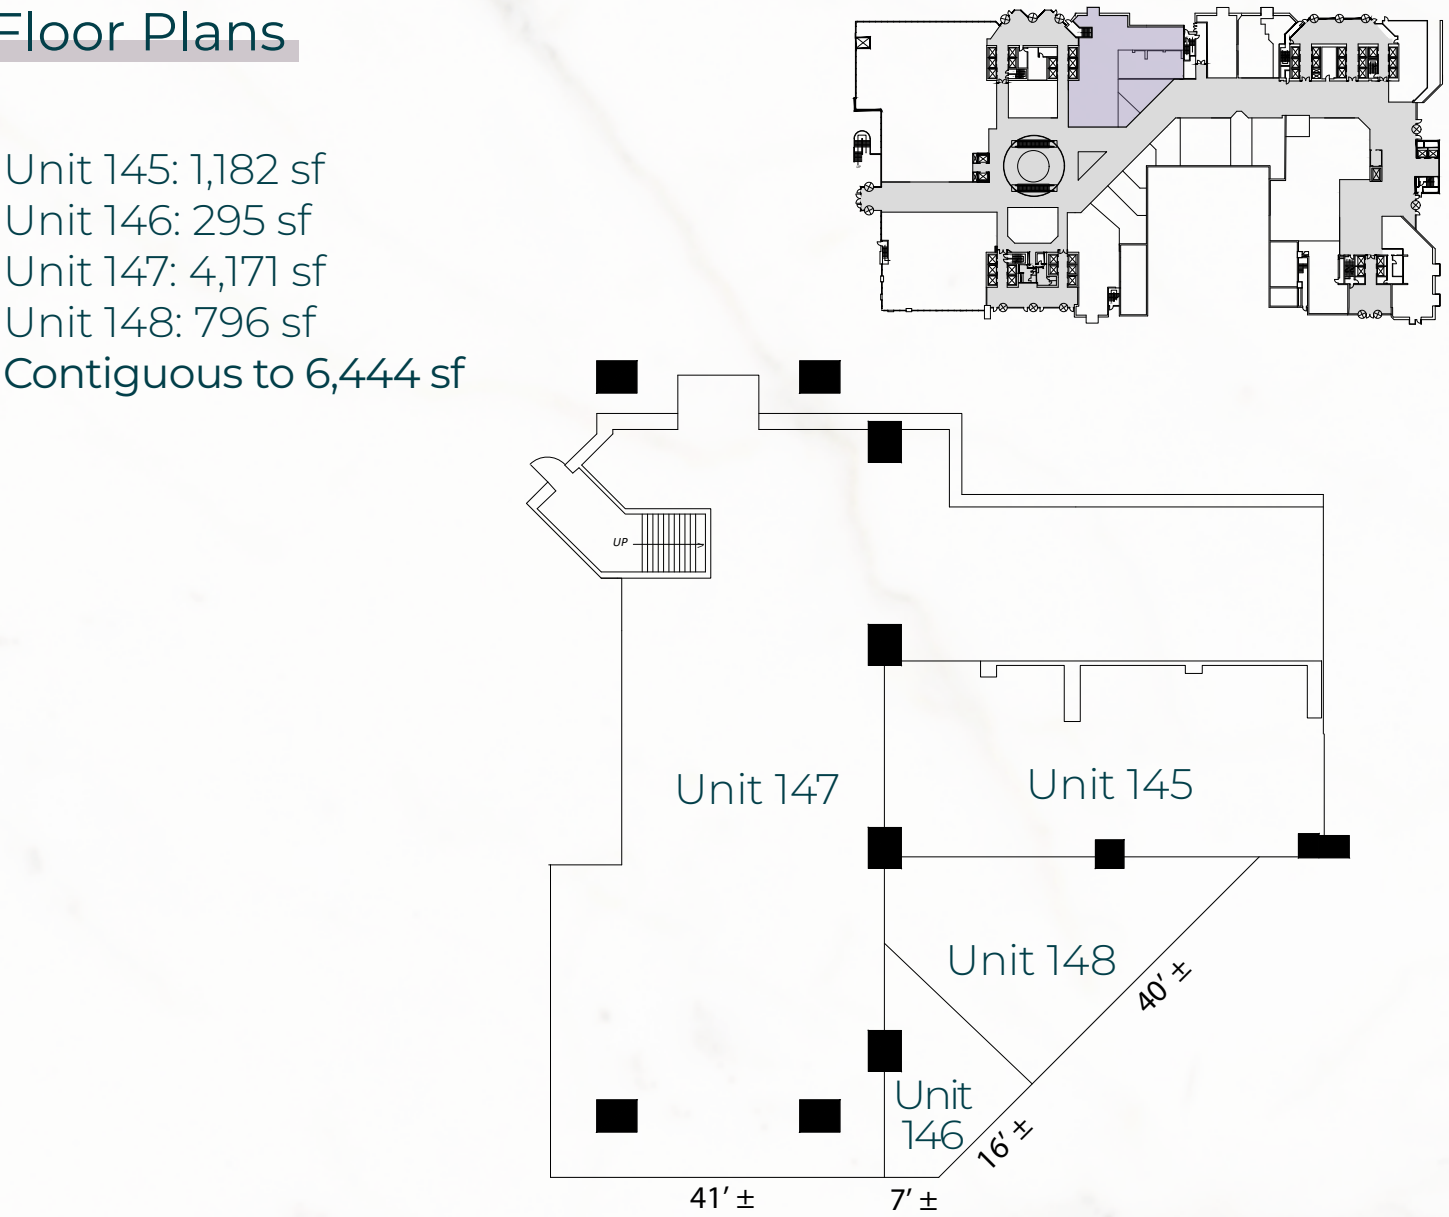 Floor Plans
Unit 145: 1,182 sf
Unit 146: 295 sf
Unit 147: 4,171 sf
Unit 148: 796 sf
Contiguous to 6,444 sf
UP
Unit 147
Unit 145
Unit 148
40' ±
Unit
146
16' ±
41' ±
7' ±